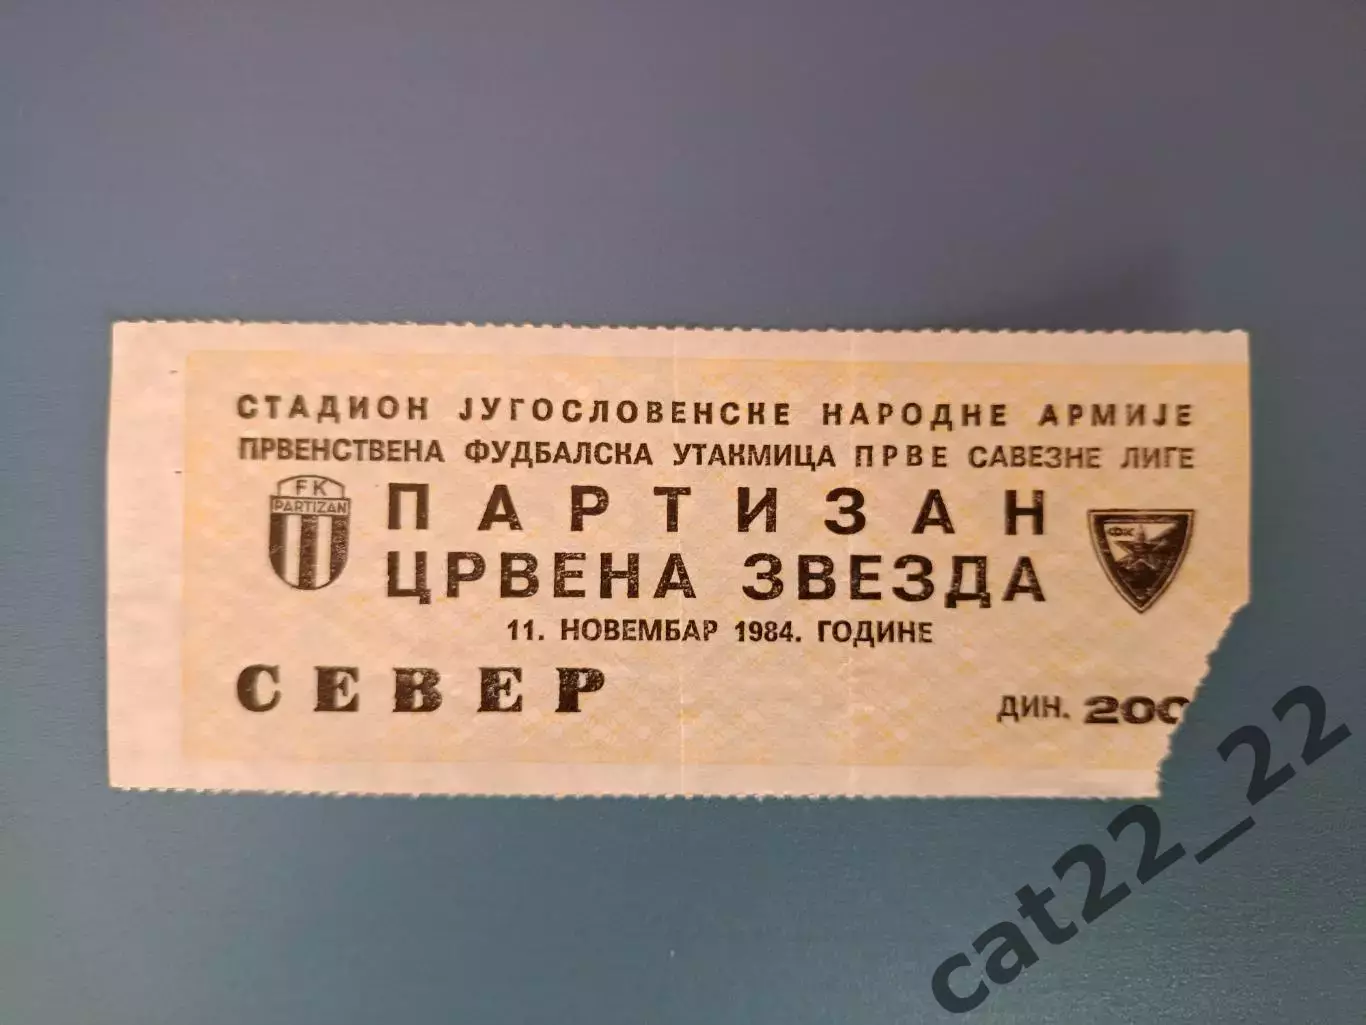 СТАДИОН ЈУГОСЛОВЕНСКЕ НАРОДНЕ АРМИЈЕ
ПРВЕНСТВЕНА ФУДБАЛСКА УТАКМИЦА ПРВЕ САВЕЗНЕ ЛИГЕ
FK
PARTIZAN
ПАРТИЗАН
ЦРВЕНА ЗВЕЗДА
ФК
11. НОВЕМБАР 1984. ГОДИНЕ
СЕВЕР
ДИН. 200
cat22_22